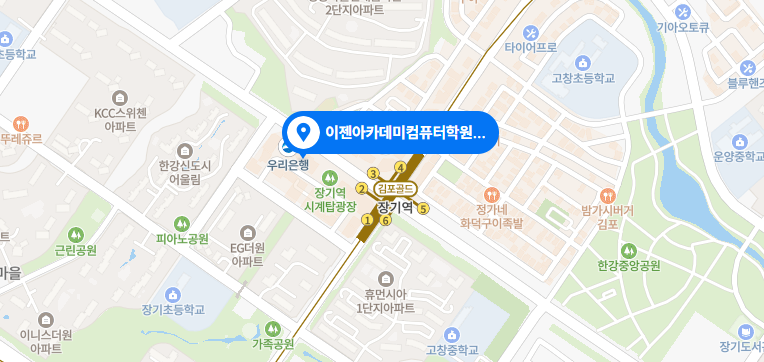 2단지아파트
타이어프로
기아오토큐
초등학교
고창초등학교
블루핸즈
KCC스위첸
아파트
뚜레쥬르
이젠아카데미컴퓨터학원...
운양중학교
한강신도시
어울림
우리은행
3
4
2
김포골드
장기역
시계탑광장
장기역
1
6
5
정가네
화덕구이족발
밤가시버거
김포
근린공원
피아노공원
EG더원
아파트
한강중앙공원
마을
휴먼시아
1단지아파트
장기초등학교
이니스더원
아파트
가족공원
고창중학교
장기도서